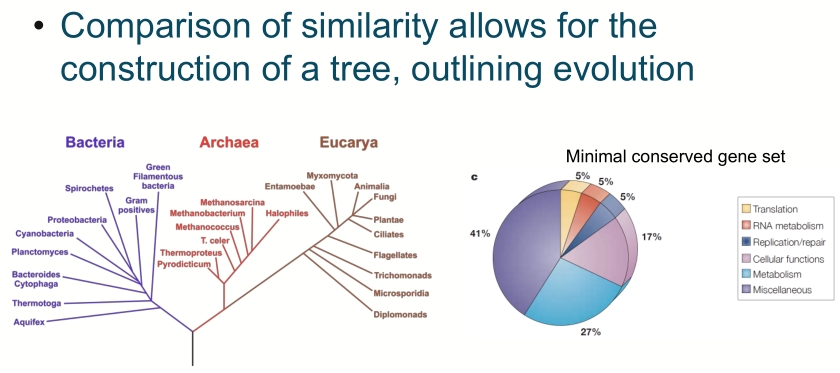 • Comparison of similarity allows for the
construction of a tree, outlining evolution
Bacteria
Archaea
Eucarya
Green
Filamentous
bacteria
Spirochetes
Gram
positives
Proteobacteria
Cyanobacteria
Planctomyces
Bacteroides
Cytophaga
Thermotoga
Aquifex
Methanosarcina
Methanobacterium
Halophiles
Methanococcus
T. celer
Thermoproteus
Pyrodicticum
Myxomycota
Entamoebae
Animalia
Fungi
Plantae
Ciliates
Flagellates
Trichomonads
Microsporidia
Diplomonads
Minimal conserved gene set
c
5%
5%
5%
17%
27%
41%
Translation
RNA metabolism
Replication/repair
Cellular functions
Metabolism
Miscellaneous